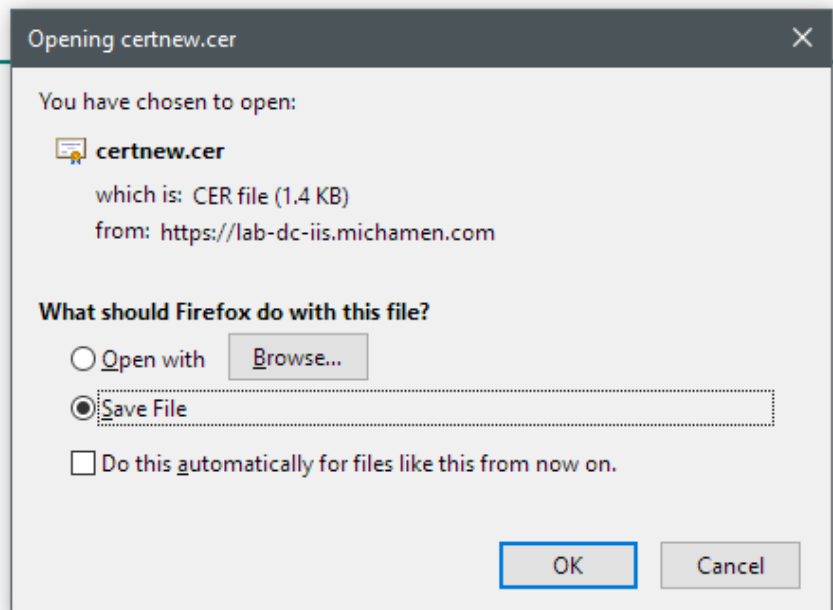 Opening certnew.cer
You have chosen to open:
certnew.cer
which is: CER file (1.4 KB)
from: https://lab-dc-iis.michamen.com
What should Firefox do with this file?
Open with Browse...
Save File
Do this automatically for files like this from now on.
OK Cancel